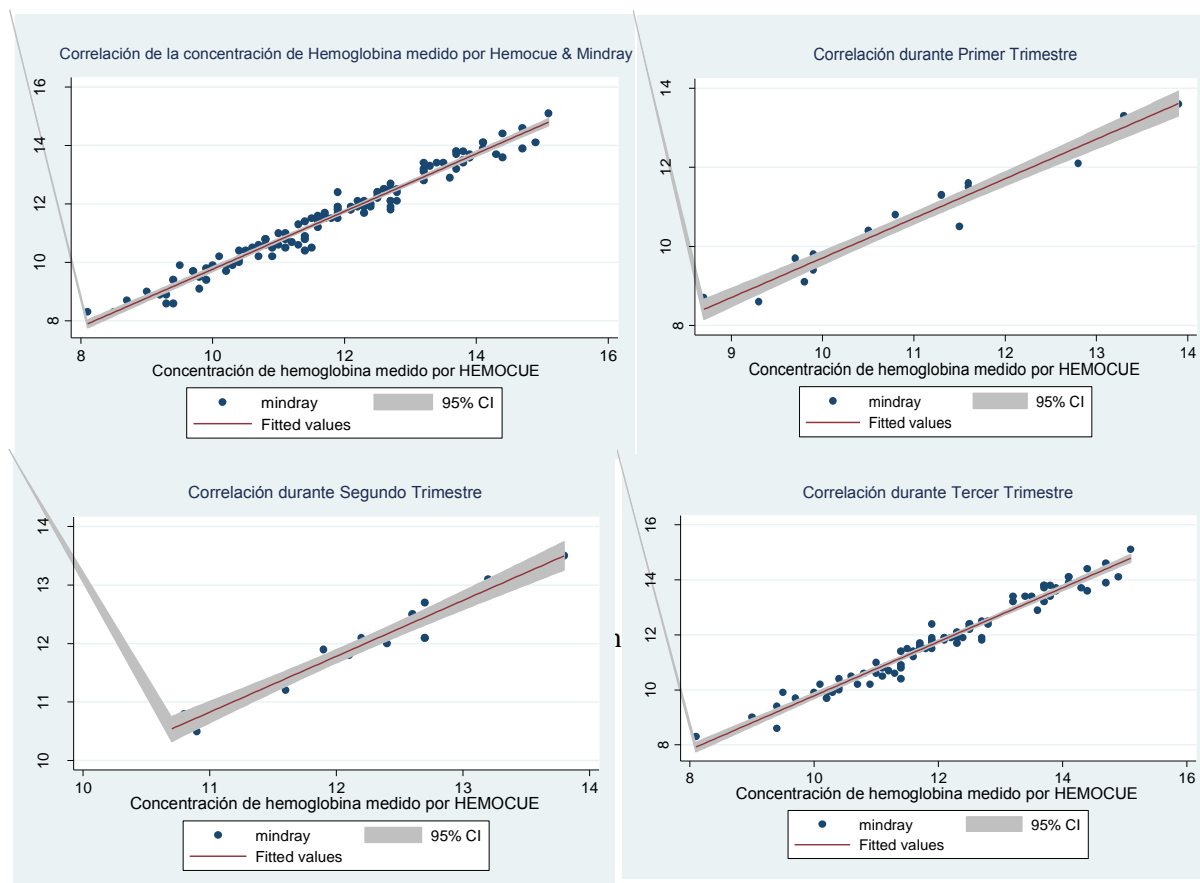 Correlación de la concentración de Hemoglobina medido por Hemocue & Mindray
16
14
12
10
8
8 10 12 14 16
Concentración de hemoglobina medido por HEMOCUE
mindray 95% CI
Fitted values
Correlación durante Primer Trimestre
14
12
10
8
9 10 11 12 13 14
Concentración de hemoglobina medido por HEMOCUE
mindray 95% CI
Fitted values
Correlación durante Segundo Trimestre
14
13
12
11
10
10 11 12 13 14
Concentración de hemoglobina medido por HEMOCUE
mindray 95% CI
Fitted values
Correlación durante Tercer Trimestre
16
14
12
10
8
8 10 12 14 16
Concentración de hemoglobina medido por HEMOCUE
mindray 95% CI
Fitted values